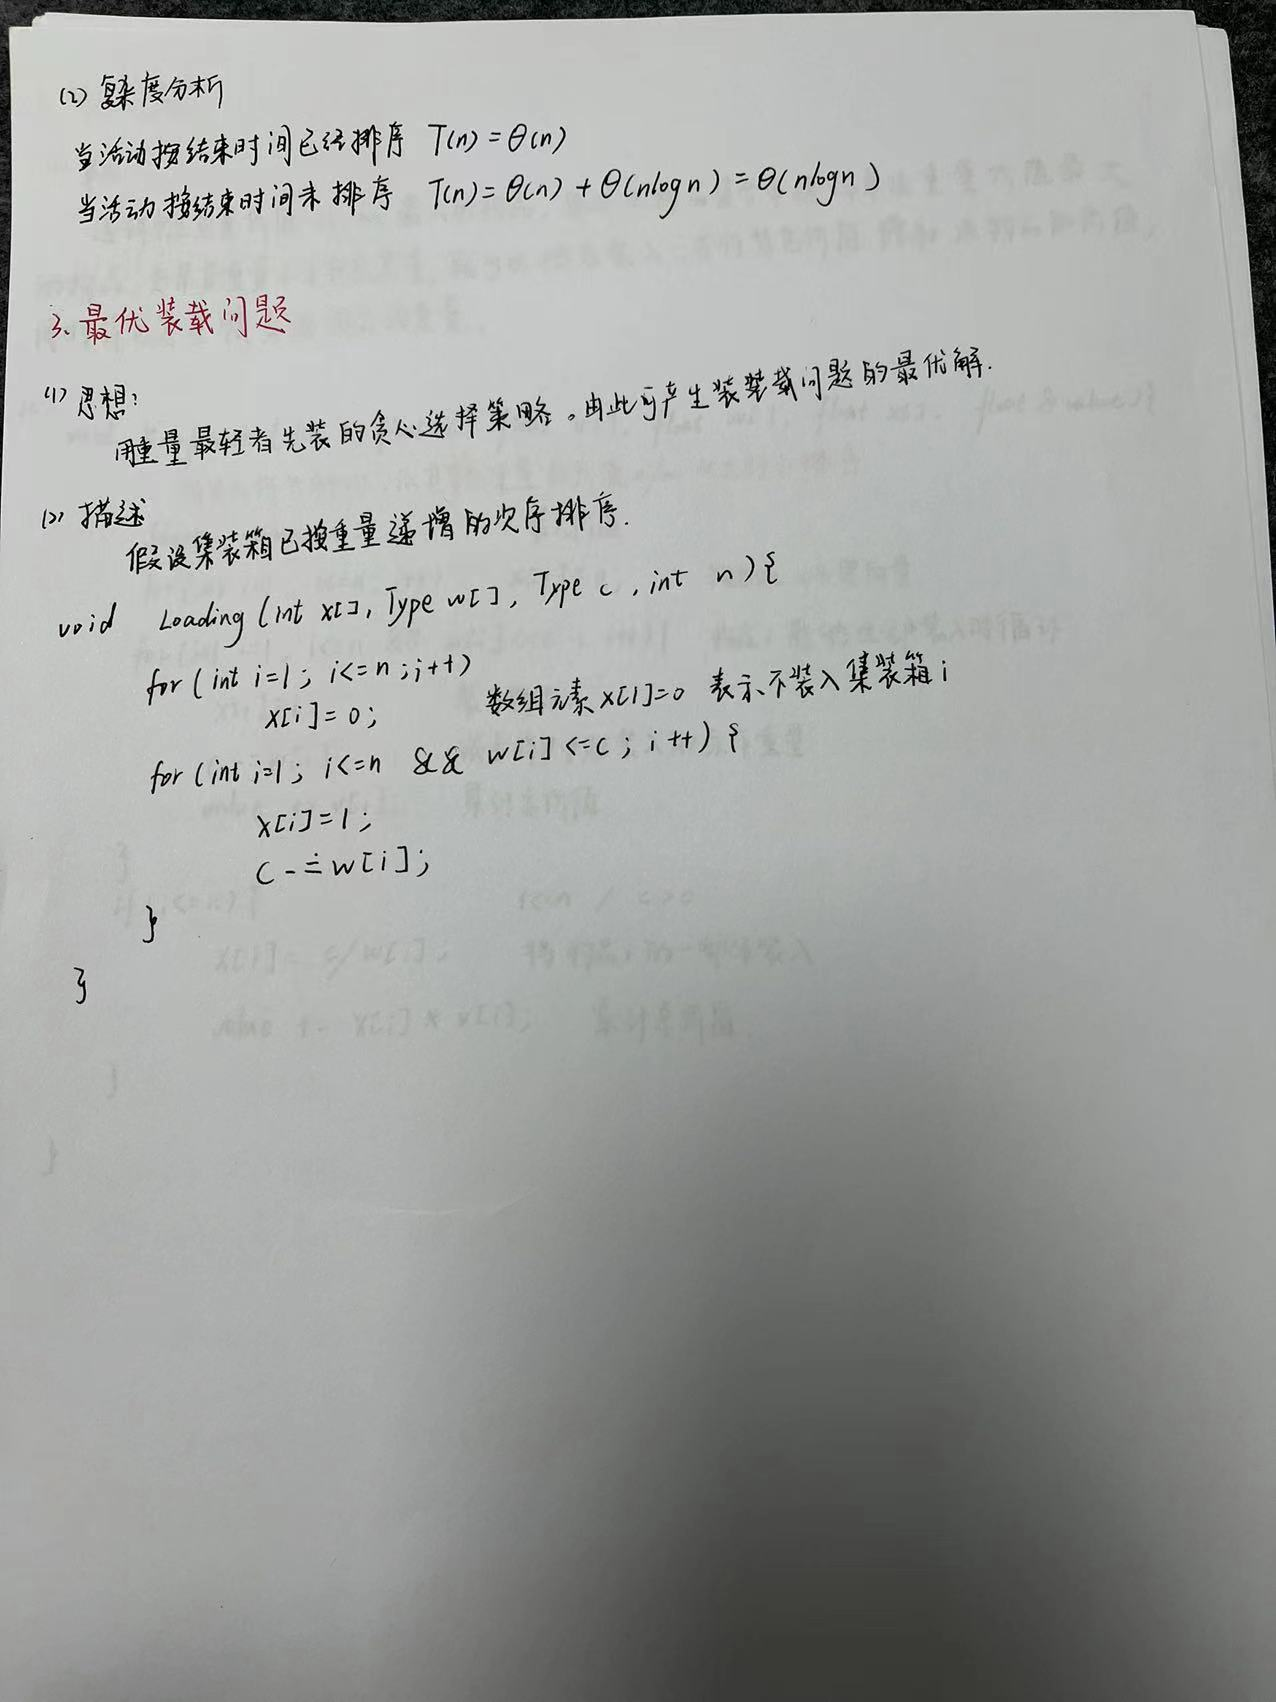 (2) 复杂度分析
当活动按结束时间已经排序 T(n)=θ(n)
当活动按结束时间未排序 T(n)=θ(n)+θ(nlogn)=θ(nlogn)
3. 最优装载问题
(1) 思想:
用重量最轻者先装的贪心选择策略。由此可产生装装载问题的最优解.
(2) 描述
假设集装箱已按重量递增的次序排序.
void Loading (int x[], Type w[], Type c, int n){
for (int i=1; i<=n; i++)
x[i]=0; 数组元素x[i]=0 表示不装入集装箱i
for (int i=1; i<=n && w[i]<=c; i++) {
x[i]=1;
c -= w[i];
}
}